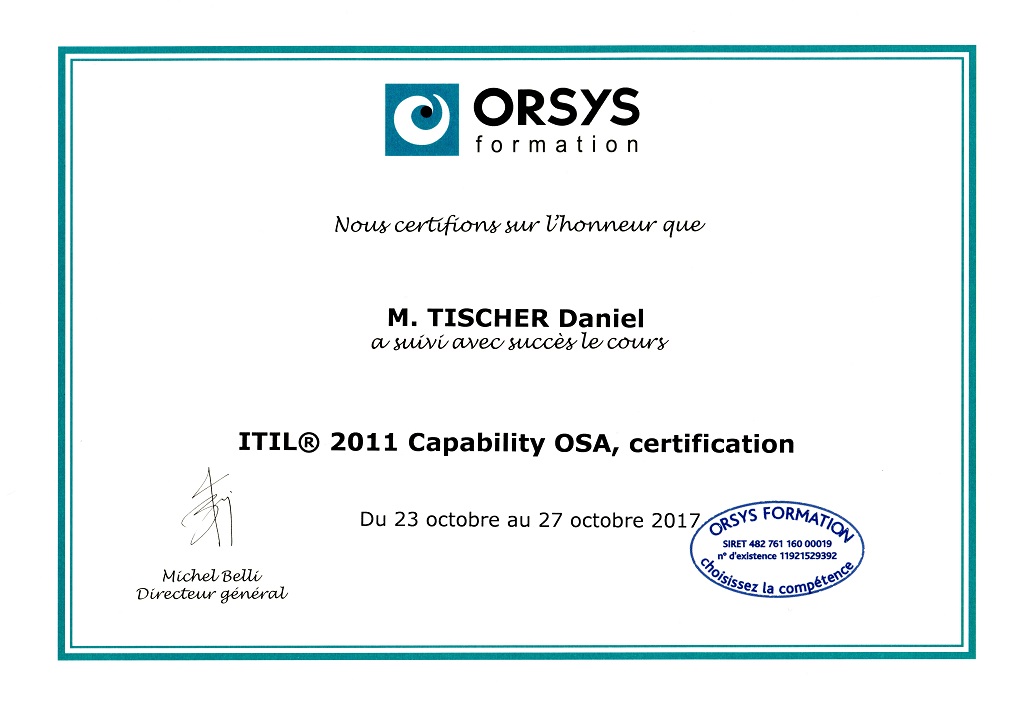 ORSYS
formation
Nous certifions sur l'honneur que
M. TISCHER Daniel
a suivi avec succès le cours
ITIL® 2011 Capability OSA, certification
Du 23 octobre au 27 octobre 2017
ORSYS FORMATION
SIRET 482 761 160 00019
n° d'existence 11921529392
choisissez la compétence
Michel Belli
Directeur général